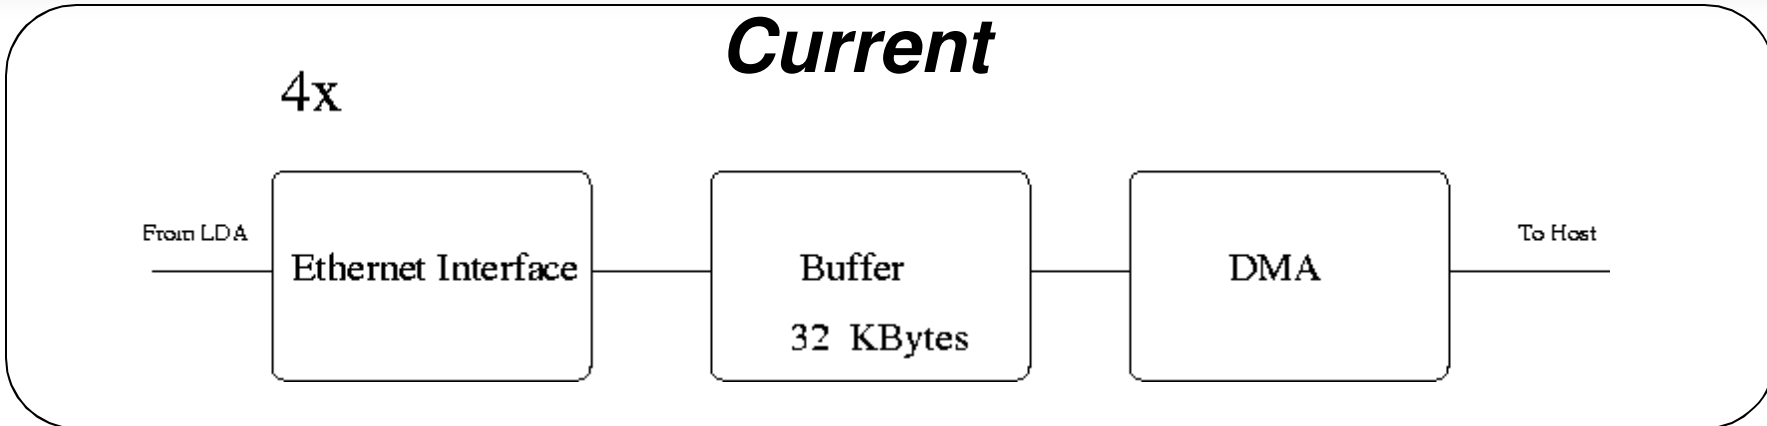 Current
4x
From LDA
Ethernet Interface
Buffer
32 KBytes
DMA
To Host